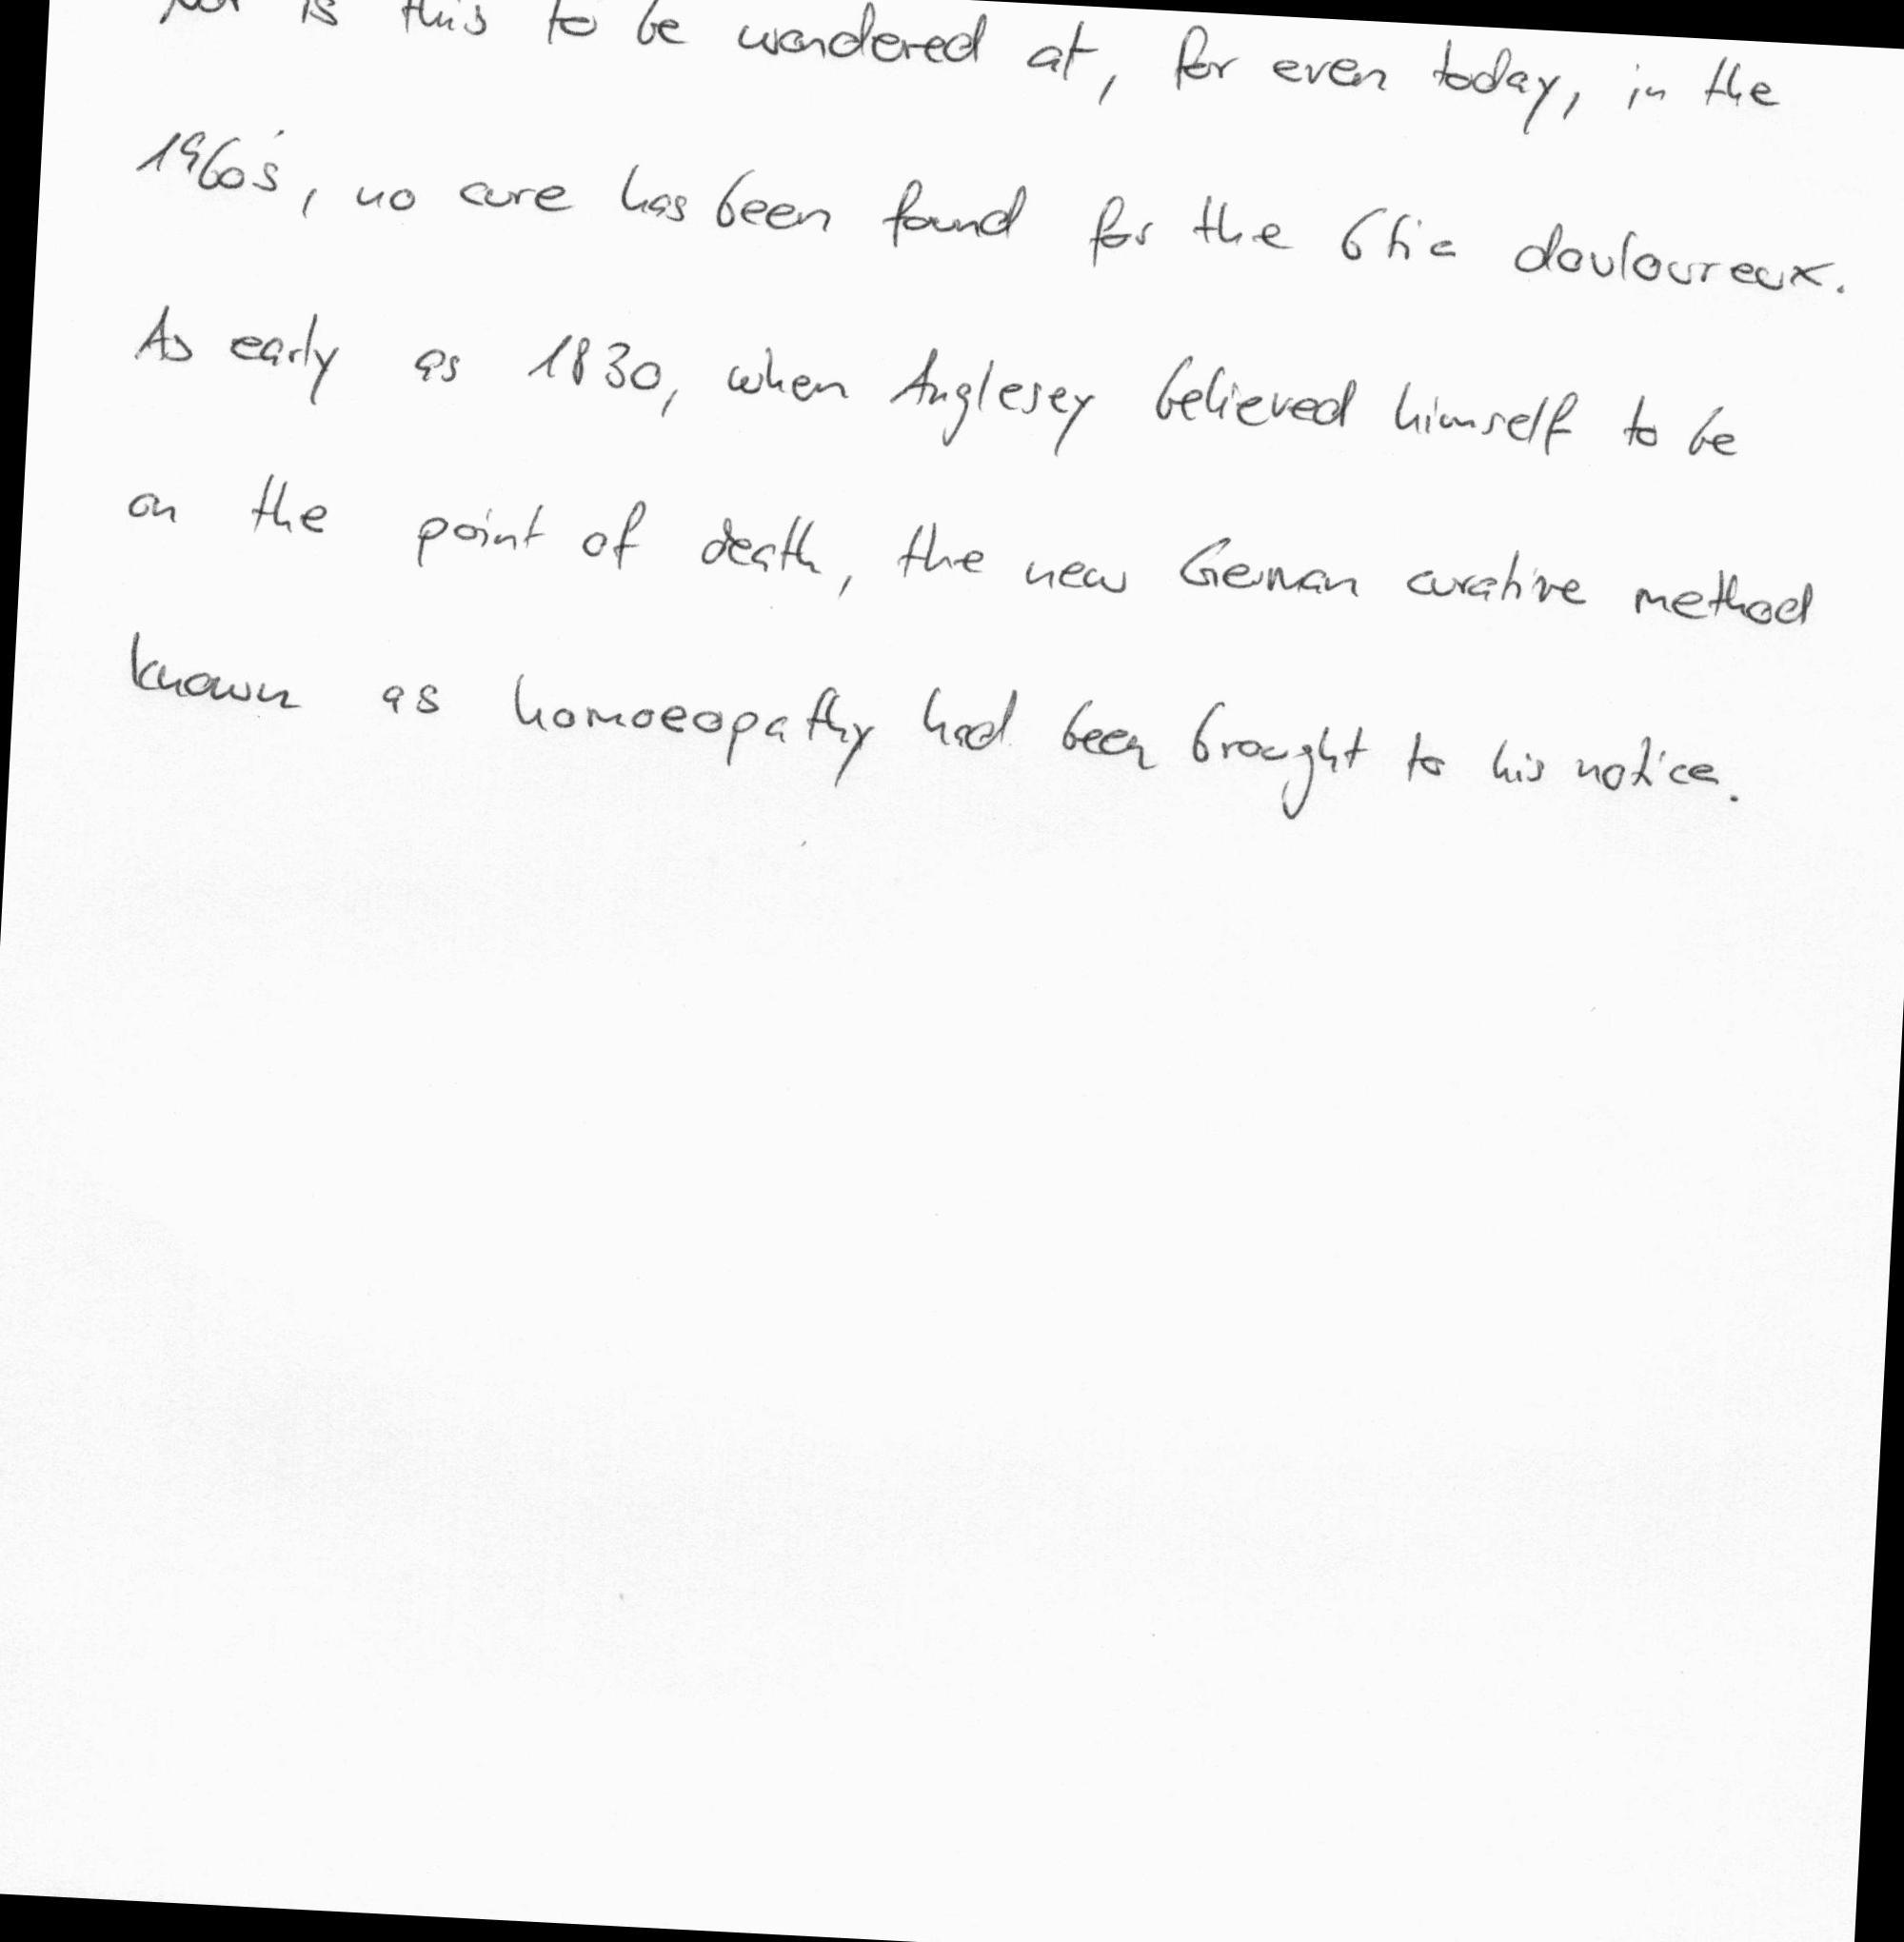 Nor is this to be wondered at, for even today, in the
1960's, no cure has been found for the 6tic douloureux.
As early as 1830, when Anglesey believed himself to be
on the point of death, the new German curative method
known as homoeopathy had been brought to his notice.